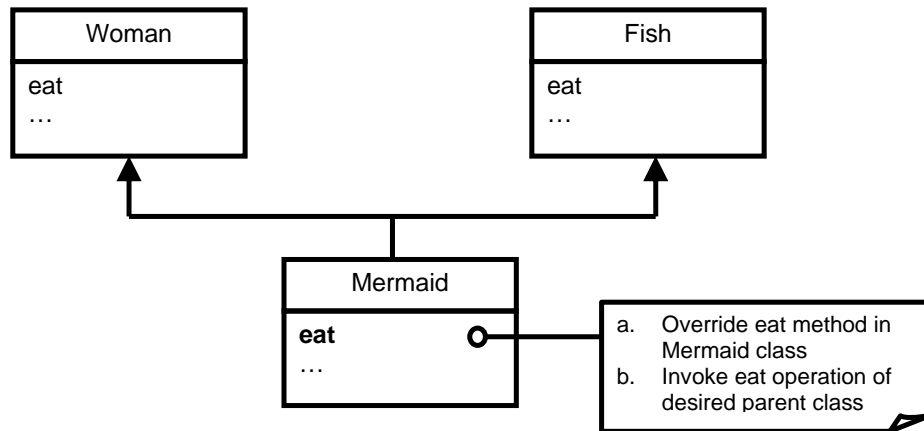 Woman
eat
…
Fish
eat
…
Mermaid
eat
…
a. Override eat method in
Mermaid class
b. Invoke eat operation of
desired parent class